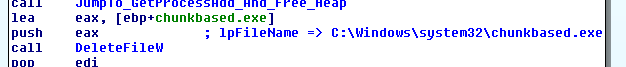 call JumpTo_GetProcessAdd_And_Free_Heap
lea eax, [ebp+chunkbased.exe]
push eax ; lpFileName => C:\Windows\system32\chunkbased.exe
call DeleteFileW
pop edi